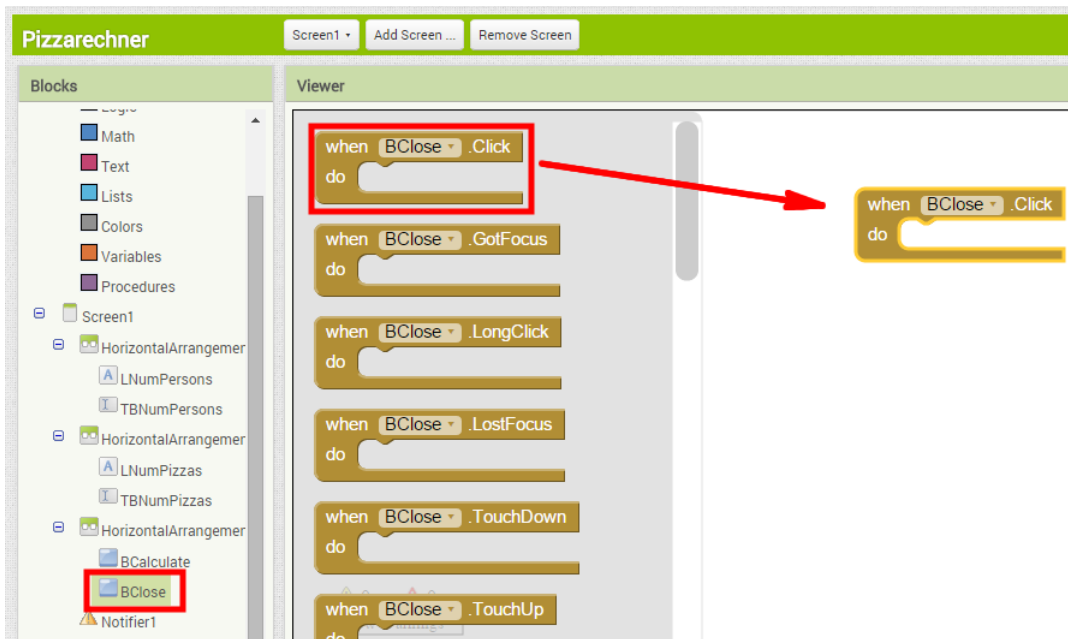 Pizzarechner
Screen1
Add Screen ...
Remove Screen
Blocks
Viewer
Logic
Math
Text
Lists
Colors
Variables
Procedures
Screen1
HorizontalArrangemer
LNumPersons
TBNumPersons
HorizontalArrangemer
LNumPizzas
TBNumPizzas
HorizontalArrangemer
BCalculate
BClose
Notifier1
when BClose .Click
do
when BClose .GotFocus
do
when BClose .LongClick
do
when BClose .LostFocus
do
when BClose .TouchDown
do
when BClose .TouchUp
do
when BClose .Click
do